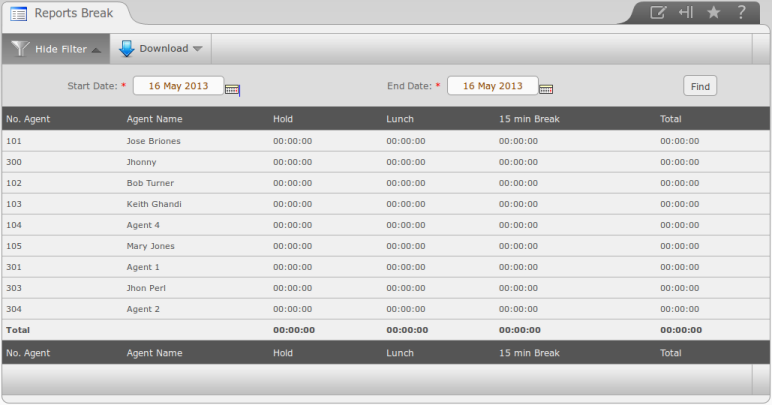 Reports Break ?
Hide Filter Download
Start Date: * 16 May 2013 End Date: * 16 May 2013 Find
No. Agent Agent Name Hold Lunch 15 min Break Total
101 Jose Briones 00:00:00 00:00:00 00:00:00 00:00:00
300 Jhonny 00:00:00 00:00:00 00:00:00 00:00:00
102 Bob Turner 00:00:00 00:00:00 00:00:00 00:00:00
103 Keith Ghandi 00:00:00 00:00:00 00:00:00 00:00:00
104 Agent 4 00:00:00 00:00:00 00:00:00 00:00:00
105 Mary Jones 00:00:00 00:00:00 00:00:00 00:00:00
301 Agent 1 00:00:00 00:00:00 00:00:00 00:00:00
303 Jhon Perl 00:00:00 00:00:00 00:00:00 00:00:00
304 Agent 2 00:00:00 00:00:00 00:00:00 00:00:00
Total 00:00:00 00:00:00 00:00:00 00:00:00
No. Agent Agent Name Hold Lunch 15 min Break Total